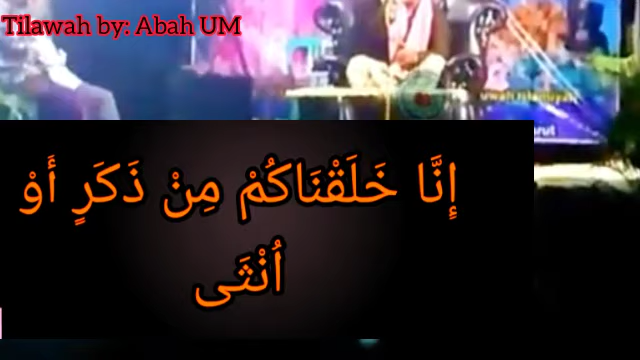 Tilawah by: Abah UM
إِنَّا خَلَقْنَاكُمْ مِنْ ذَكَرٍ أَوْ
اُنْثَى